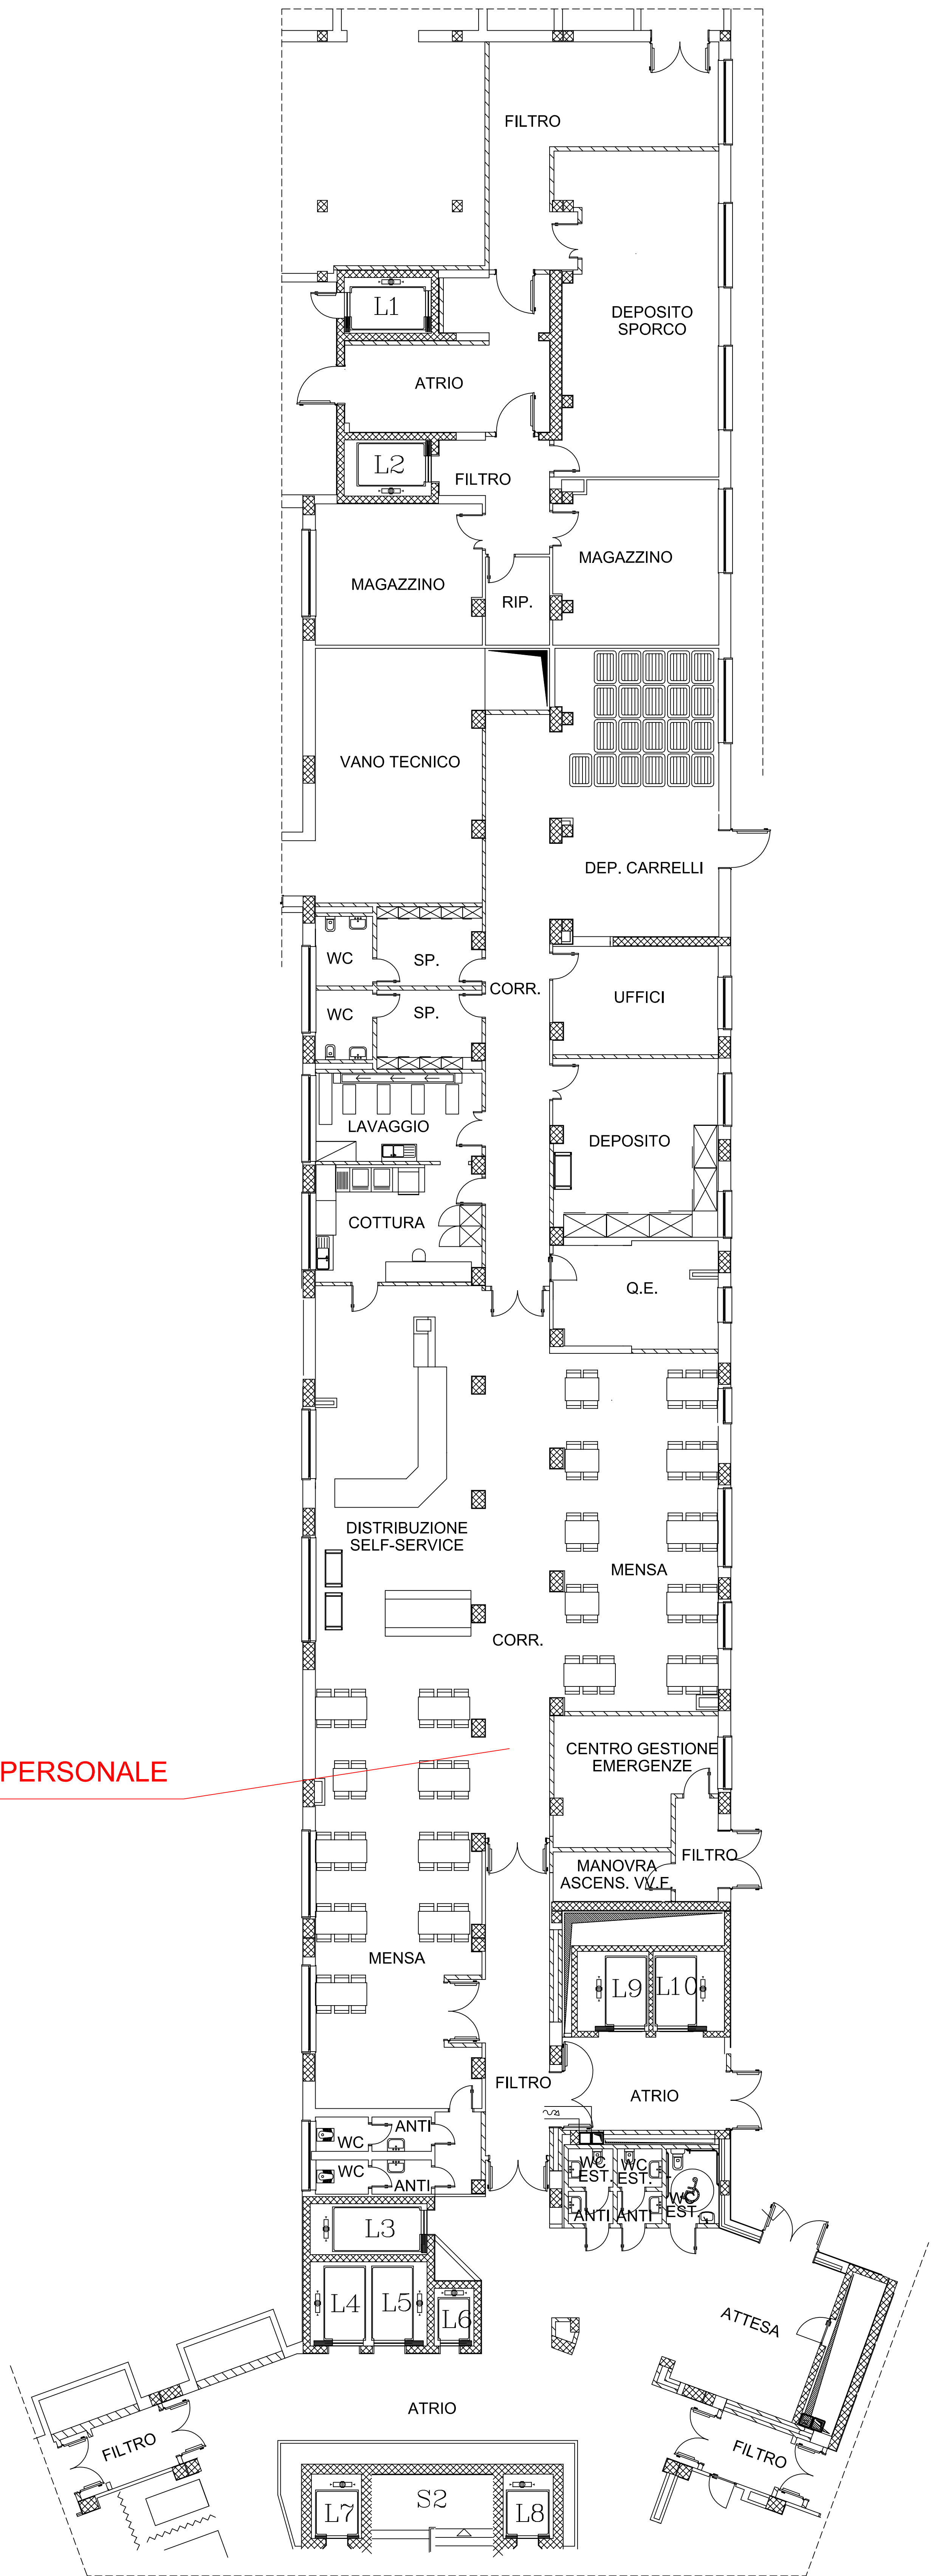 FILTRO
L1
DEPOSITO
SPORCO
ATRIO
L2
FILTRO
MAGAZZINO
MAGAZZINO
RIP.
VANO TECNICO
DEP. CARRELLI
WC
SP.
CORR.
UFFICI
WC
SP.
LAVAGGIO
DEPOSITO
COTTURA
Q.E.
DISTRIBUZIONE
SELF-SERVICE
MENSA
CORR.
CENTRO GESTIONE
EMERGENZE
PERSONALE
FILTRO
MANOVRA
ASCENS. VV.F.
MENSA
L9
L10
FILTRO
ATRIO
ANTI
WC
WC
ANTI
WC
EST.
WC
EST.
WC
EST.
ANTI
ANTI
L3
L4
L5
L6
ATTESA
ATRIO
FILTRO
FILTRO
L7
S2
L8